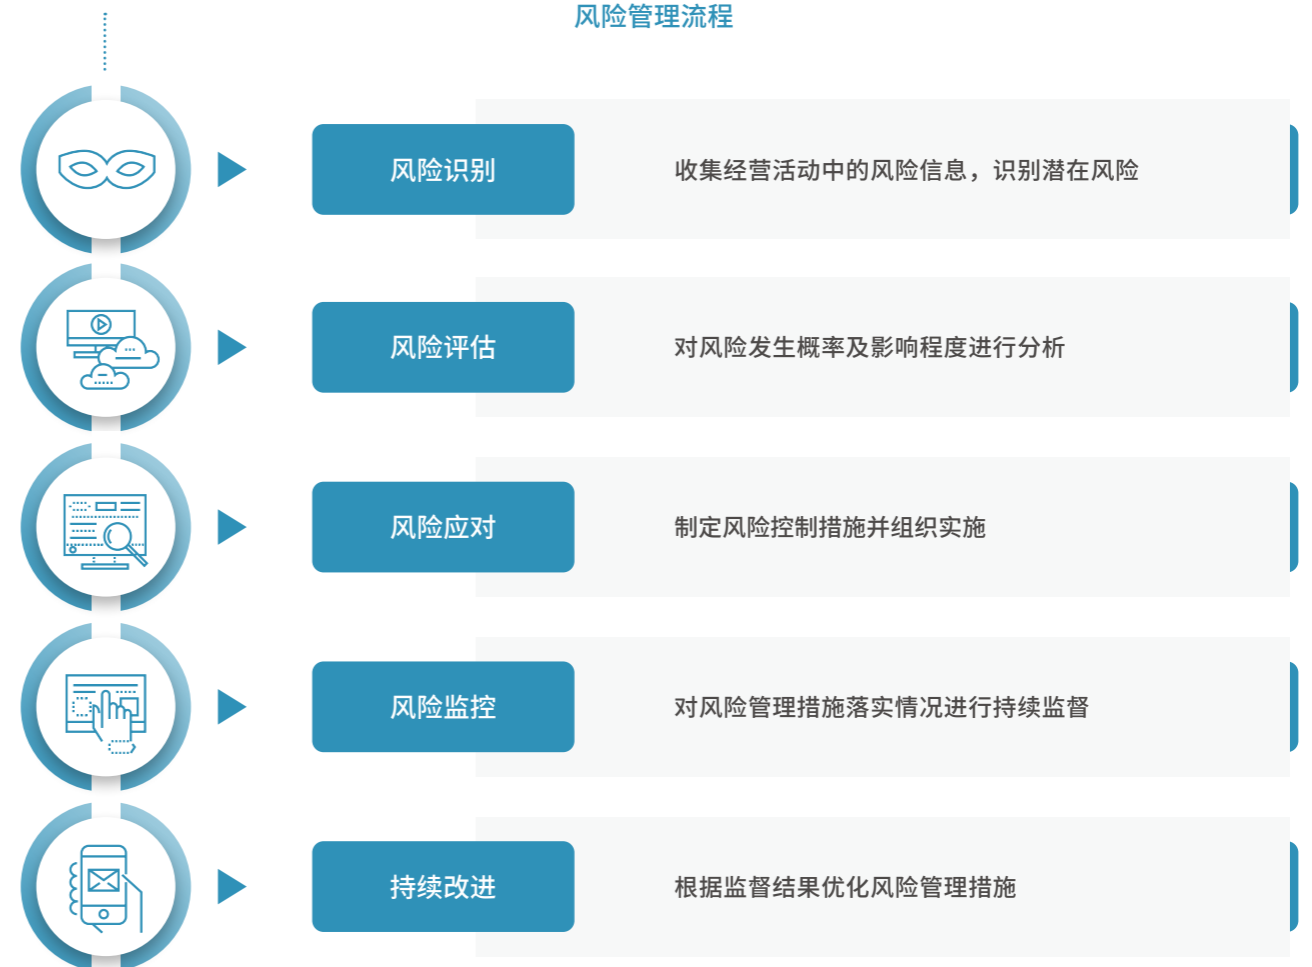 风险管理流程
风险识别
收集经营活动中的风险信息，识别潜在风险
风险评估
对风险发生概率及影响程度进行分析
风险应对
制定风险控制措施并组织实施
风险监控
对风险管理措施落实情况进行持续监督
持续改进
根据监督结果优化风险管理措施